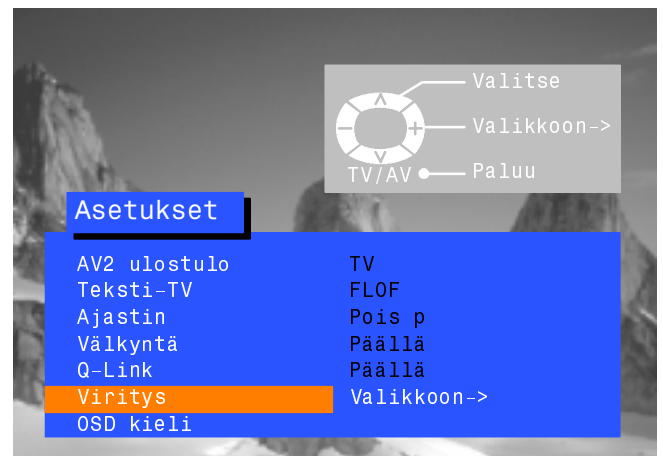 Valitse
Valikkoon->
TV/AV Paluu
Asetukset
AV2 ulostulo TV
Teksti-TV FLOF
Ajastin Pois p
Välkyntä Päällä
Q-Link Päällä
Viritys Valikkoon->
OSD kieli